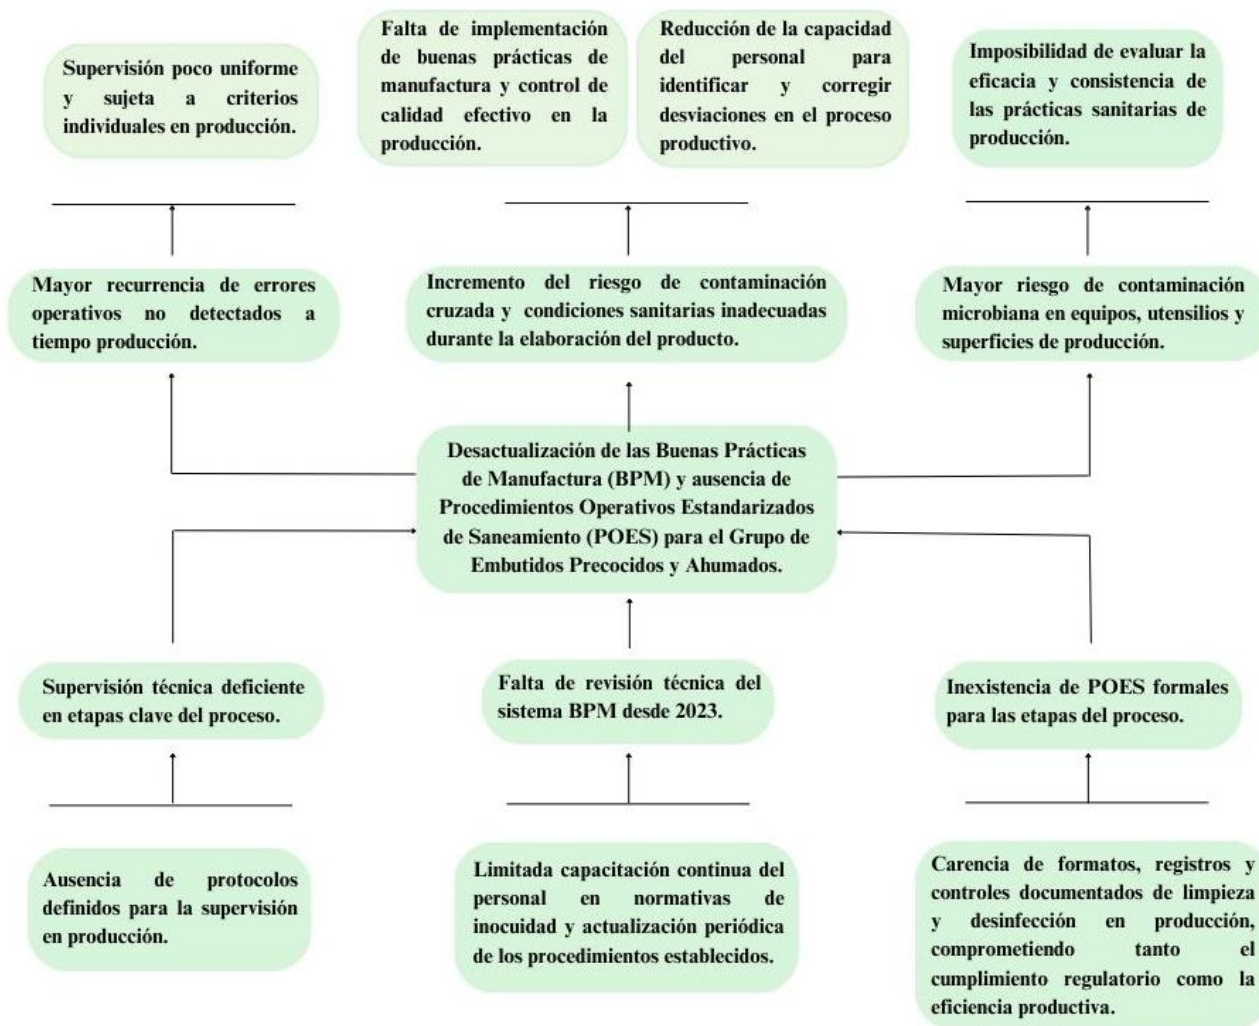 Supervisión poco uniforme
y sujeta a criterios
individuales en producción.
Falta de implementación
de buenas prácticas de
manufactura y control de
calidad efectivo en la
producción.
Reducción de la capacidad
del personal para
identificar y corregir
desviaciones en el proceso
productivo.
Imposibilidad de evaluar la
eficacia y consistencia de
las prácticas sanitarias de
producción.
Mayor recurrencia de errores
operativos no detectados a
tiempo producción.
Incremento del riesgo de contaminación
cruzada y condiciones sanitarias inadecuadas
durante la elaboración del producto.
Mayor riesgo de contaminación
microbiana en equipos, utensilios y
superficies de producción.
Desactualización de las Buenas Prácticas
de Manufactura (BPM) y ausencia de
Procedimientos Operativos Estandarizados
de Saneamiento (POES) para el Grupo de
Embutidos Precocidos y Ahumados.
Supervisión técnica deficiente
en etapas clave del proceso.
Falta de revisión técnica del
sistema BPM desde 2023.
Inexistencia de POES formales
para las etapas del proceso.
Ausencia de protocolos
definidos para la supervisión
en producción.
Limitada capacitación continua del
personal en normativas de
inocuidad y actualización periódica
de los procedimientos establecidos.
Carencia de formatos, registros y
controles documentados de limpieza
y desinfección en producción,
comprometiendo tanto el
cumplimiento regulatorio como la
eficiencia productiva.